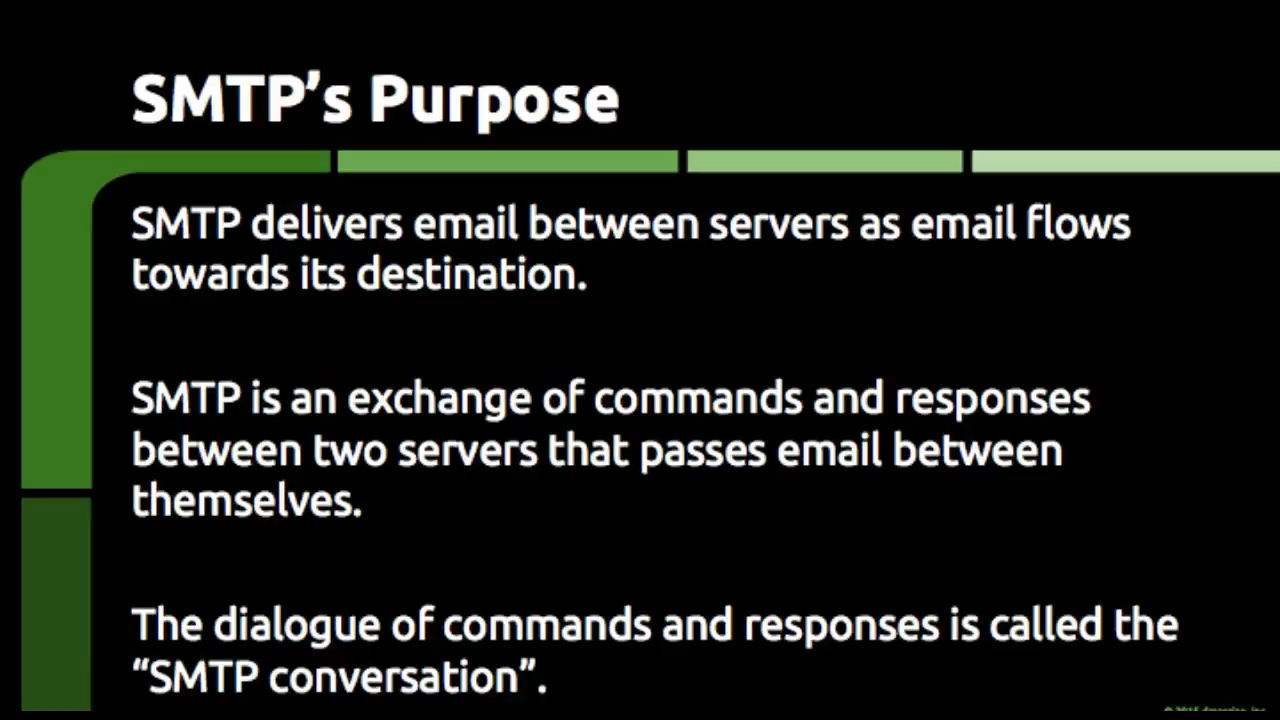 SMTP’s Purpose
SMTP delivers email between servers as email flows
towards its destination.
SMTP is an exchange of commands and responses
between two servers that passes email between
themselves.
The dialogue of commands and responses is called the
“SMTP conversation”.